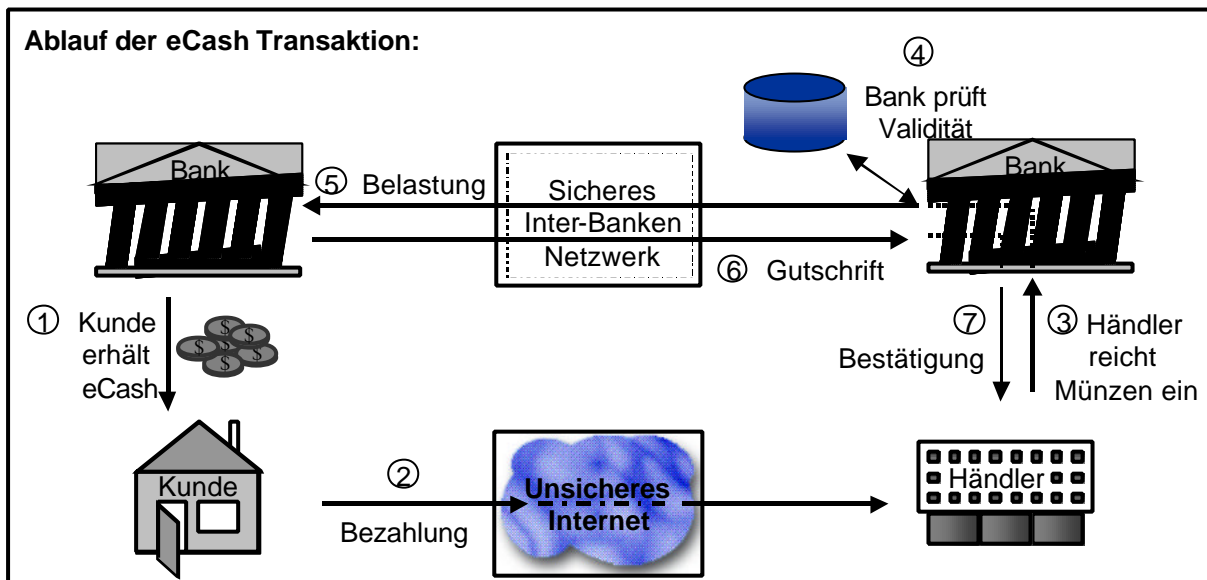 Ablauf der eCash Transaktion:
④
Bank prüft
Validität
Bank
Bank
⑤ Belastung
Sicheres
Inter-Banken
Netzwerk
⑥ Gutschrift
① Kunde
erhält
eCash
$ $ $ $ $ $
⑦
Bestätigung
③ Händler
reicht
Münzen ein
Kunde
②
Bezahlung
Unsicheres
Internet
Händler